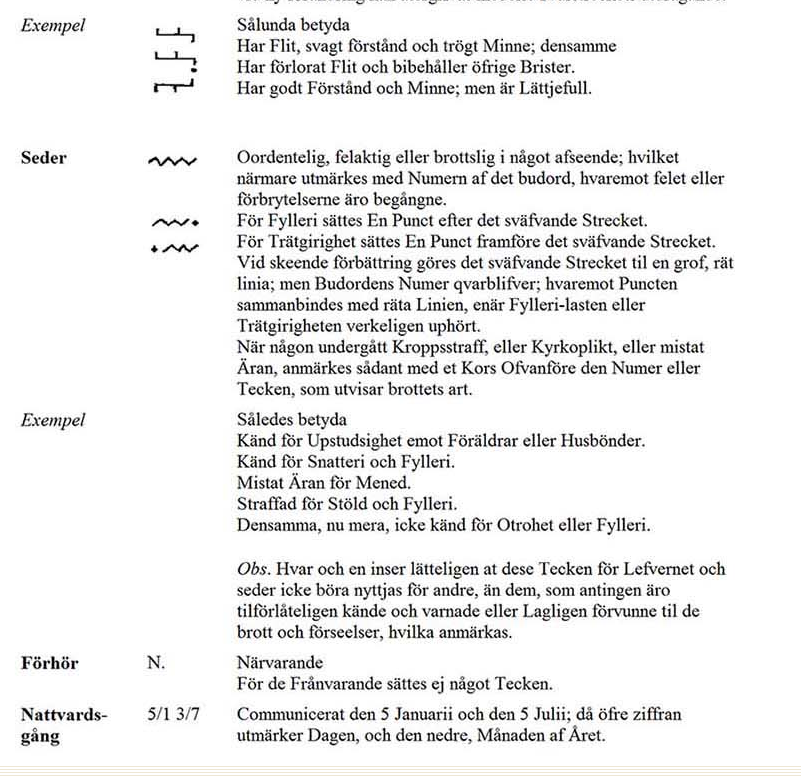 Exempel Sålunda betyda
Har Flit, svagt förstånd och trögt Minne; densamme
Har förlorat Flit och bibehåller öfrige Brister.
Har godt Förstånd och Minne; men är Lättjefull.
Seder Oordentelig, felaktig eller brottslig i något afseende; hvilket
närmare utmärkes med Numern af det budord, hvaremot felet eller
förbrytelserne äro begångne.
För Fylleri sättes En Punct efter det sväfvande Strecket.
För Trätgirighet sättes En Punct framföre det sväfvande Strecket.
Vid skeende förbättring göres det sväfvande Strecket til en grof, rät
linia; men Budordens Numer qvarblifver; hvaremot Puncten
sammanbindes med räta Linien, enär Fylleri-lasten eller
Trätgirigheten verkeligen uphört.
När någon undergått Kroppsstraff, eller Kyrkoplikt, eller mistat
Äran, anmärkes sådant med et Kors Ofvanföre den Numer eller
Tecken, som utvisar brottets art.
Exempel Således betyda
Känd för Upstudsighet emot Föräldrar eller Husbönder.
Känd för Snatteri och Fylleri.
Mistat Äran för Mened.
Straffad för Stöld och Fylleri.
Densamma, nu mera, icke känd för Otrohet eller Fylleri.
Obs. Hvar och en inser lätteligen at dese Tecken för Lefvernet och
seder icke böra nyttjas för andre, än dem, som antingen äro
tilförlåteligen kände och varnade eller Lagligen förvunne til de
brott och förseelser, hvilka anmärkas.
Förhör N. Närvarande
För de Frånvarande sättes ej något Tecken.
Nattvards- 5/1 3/7 Communicerat den 5 Januarii och den 5 Julii; då öfre ziffran
gång utmärker Dagen, och den nedre, Månaden af Året.